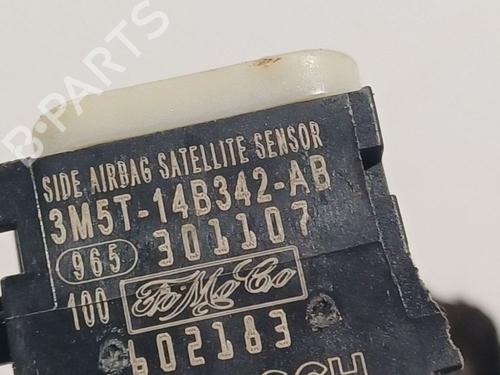 B-PARTS
SIDE AIRBAG SATELLITE SENSOR
3M5T-14B342-AB
965 301107
100 FoMoCo
602183